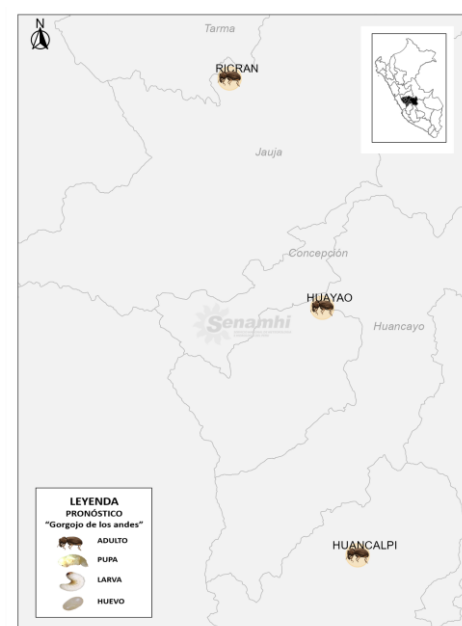 N
Tarma
RICRAN
Jauja
Concepción
HUAYAO
Senamhi
Huancayo
HUANCALPI
LEYENDA
PRONÓSTICO
"Gorgojo de los andes"
ADULTO
PUPA
LARVA
HUEVO